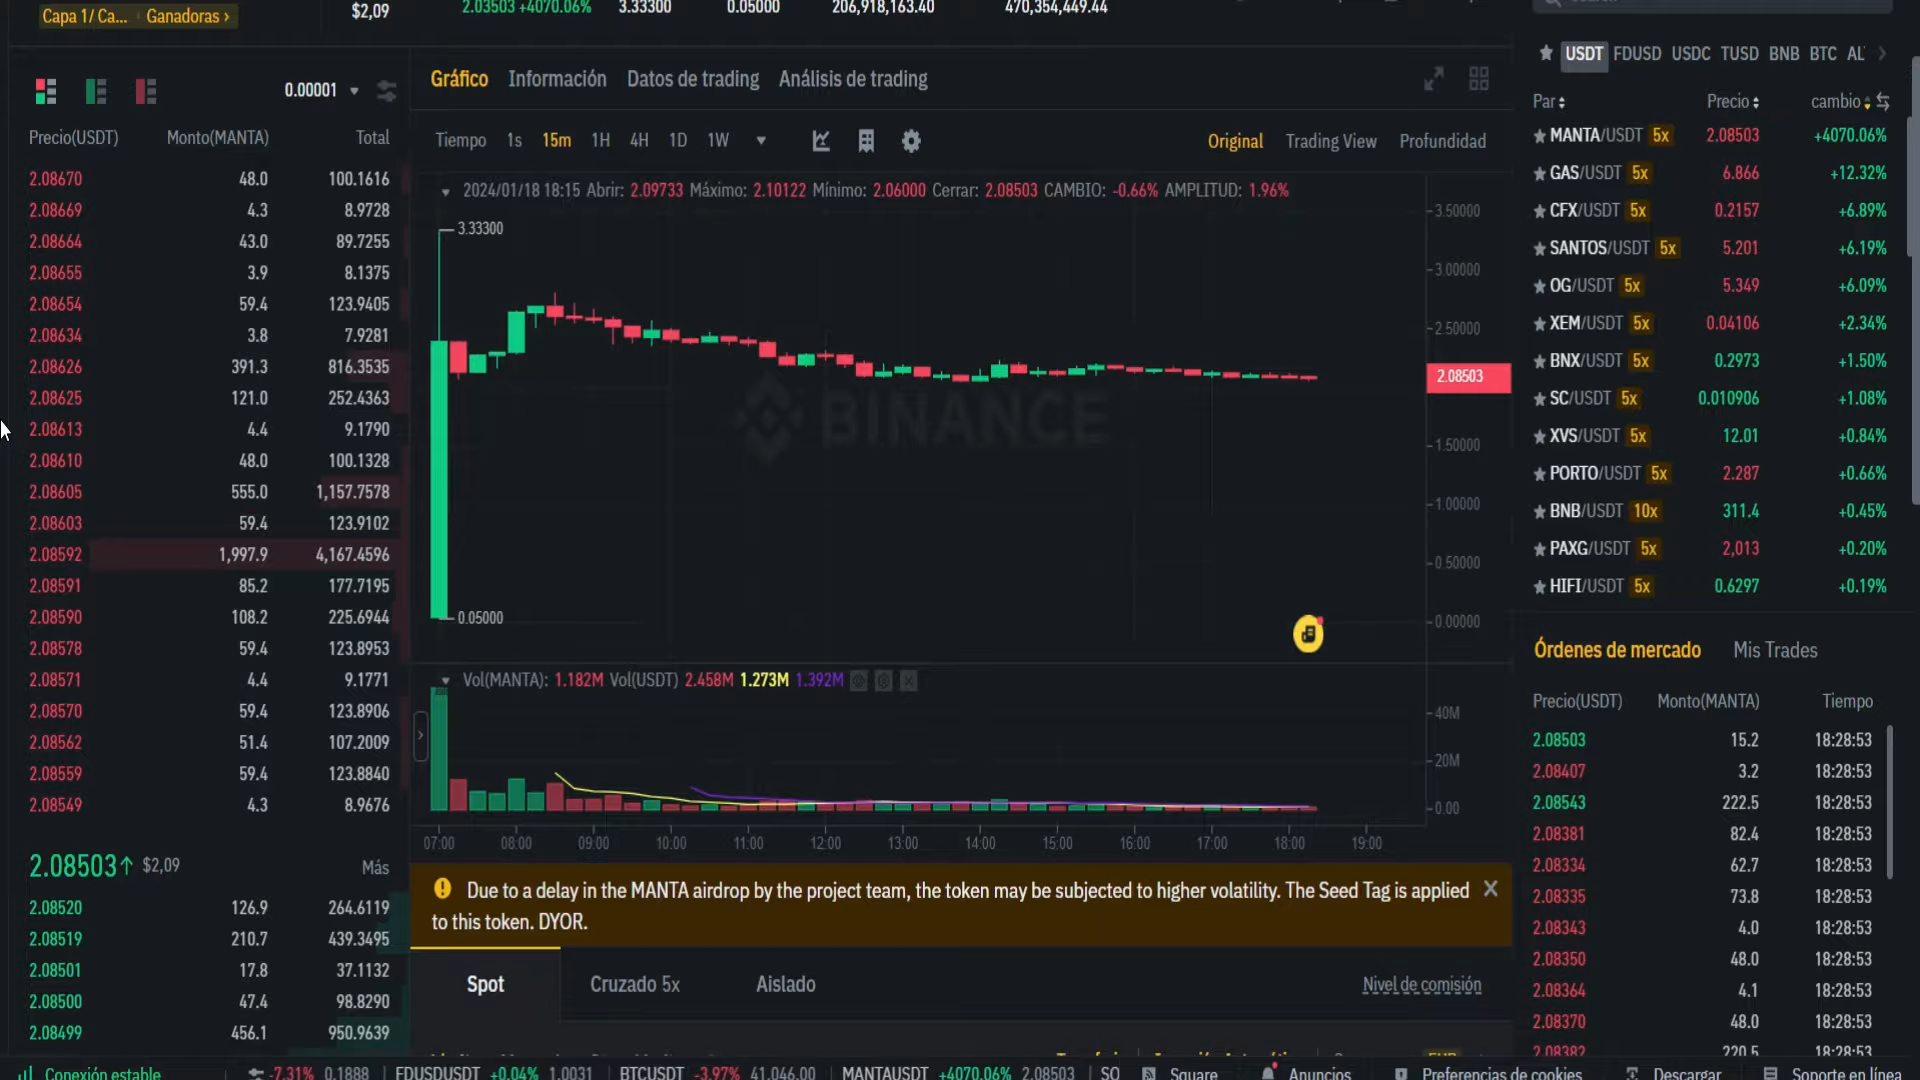 Capa 1/ Ca... Ganadoras ›
$2,09
2.03503 +4070.06% 3.33300 0.05000 206,918,163.40 470,354,449.44
0.00001
Precio(USDT) Monto(MANTA) Total
2.08670 48.0 100.1616
2.08669 4.3 8.9728
2.08664 43.0 89.7255
2.08655 3.9 8.1375
2.08654 59.4 123.9405
2.08634 3.8 7.9281
2.08626 391.3 816.3535
2.08625 121.0 252.4363
2.08613 4.4 9.1790
2.08610 48.0 100.1328
2.08605 555.0 1,157.7578
2.08603 59.4 123.9102
2.08592 1,997.9 4,167.4596
2.08591 85.2 177.7195
2.08590 108.2 225.6944
2.08578 59.4 123.8953
2.08571 4.4 9.1771
2.08570 59.4 123.8906
2.08562 51.4 107.2009
2.08559 59.4 123.8840
2.08549 4.3 8.9676
2.08503↑ $2,09 Más
2.08520 126.9 264.6119
2.08519 210.7 439.3495
2.08501 17.8 37.1132
2.08500 47.4 98.8290
2.08499 456.1 950.9639
Gráfico Información Datos de trading Análisis de trading
Tiempo 1s 15m 1H 4H 1D 1W
Original Trading View Profundidad
2024/01/18 18:15 Abrir: 2.09733 Máximo: 2.10122 Mínimo: 2.06000 Cerrar: 2.08503 CAMBIO: -0.66% AMPLITUD: 1.96%
3.33300
0.05000
BINANCE
3.50000
3.00000
2.50000
2.08503
1.50000
1.00000
0.50000
0.00000
Vol(MANTA): 1.182M Vol(USDT) 2.458M 1.273M 1.392M
40M
20M
0.00
07:00 08:00 09:00 10:00 11:00 12:00 13:00 14:00 15:00 16:00 17:00 18:00 19:00
Due to a delay in the MANTA airdrop by the project team, the token may be subjected to higher volatility. The Seed Tag is applied
to this token. DYOR.
Spot Cruzado 5x Aislado Nivel de comisión
USDT FDUSD USDC TUSD BNB BTC AL
Par Precio cambio
MANTA/USDT 5x 2.08503 +4070.06%
GAS/USDT 5x 6.866 +12.32%
CFX/USDT 5x 0.2157 +6.89%
SANTOS/USDT 5x 5.201 +6.19%
OG/USDT 5x 5.349 +6.09%
XEM/USDT 5x 0.04106 +2.34%
BNX/USDT 5x 0.2973 +1.50%
SC/USDT 5x 0.010906 +1.08%
XVS/USDT 5x 12.01 +0.84%
PORTO/USDT 5x 2.287 +0.66%
BNB/USDT 10x 311.4 +0.45%
PAXG/USDT 5x 2,013 +0.20%
HIFI/USDT 5x 0.6297 +0.19%
Órdenes de mercado Mis Trades
Precio(USDT) Monto(MANTA) Tiempo
2.08503 15.2 18:28:53
2.08407 3.2 18:28:53
2.08543 222.5 18:28:53
2.08381 82.4 18:28:53
2.08334 62.7 18:28:53
2.08335 73.8 18:28:53
2.08343 4.0 18:28:53
2.08350 48.0 18:28:53
2.08364 4.1 18:28:53
2.08370 48.0 18:28:53
2.08382 220.5 18:28:53
Conexión estable -7.31% 0.1888 FDUSDUSDT +0.04% 1.0031 BTCUSDT -3.97% 41,046.00 MANTAUSDT +4070.06% 2.08503 SO Square Anuncios Preferencias de cookies Descargar Soporte en línea